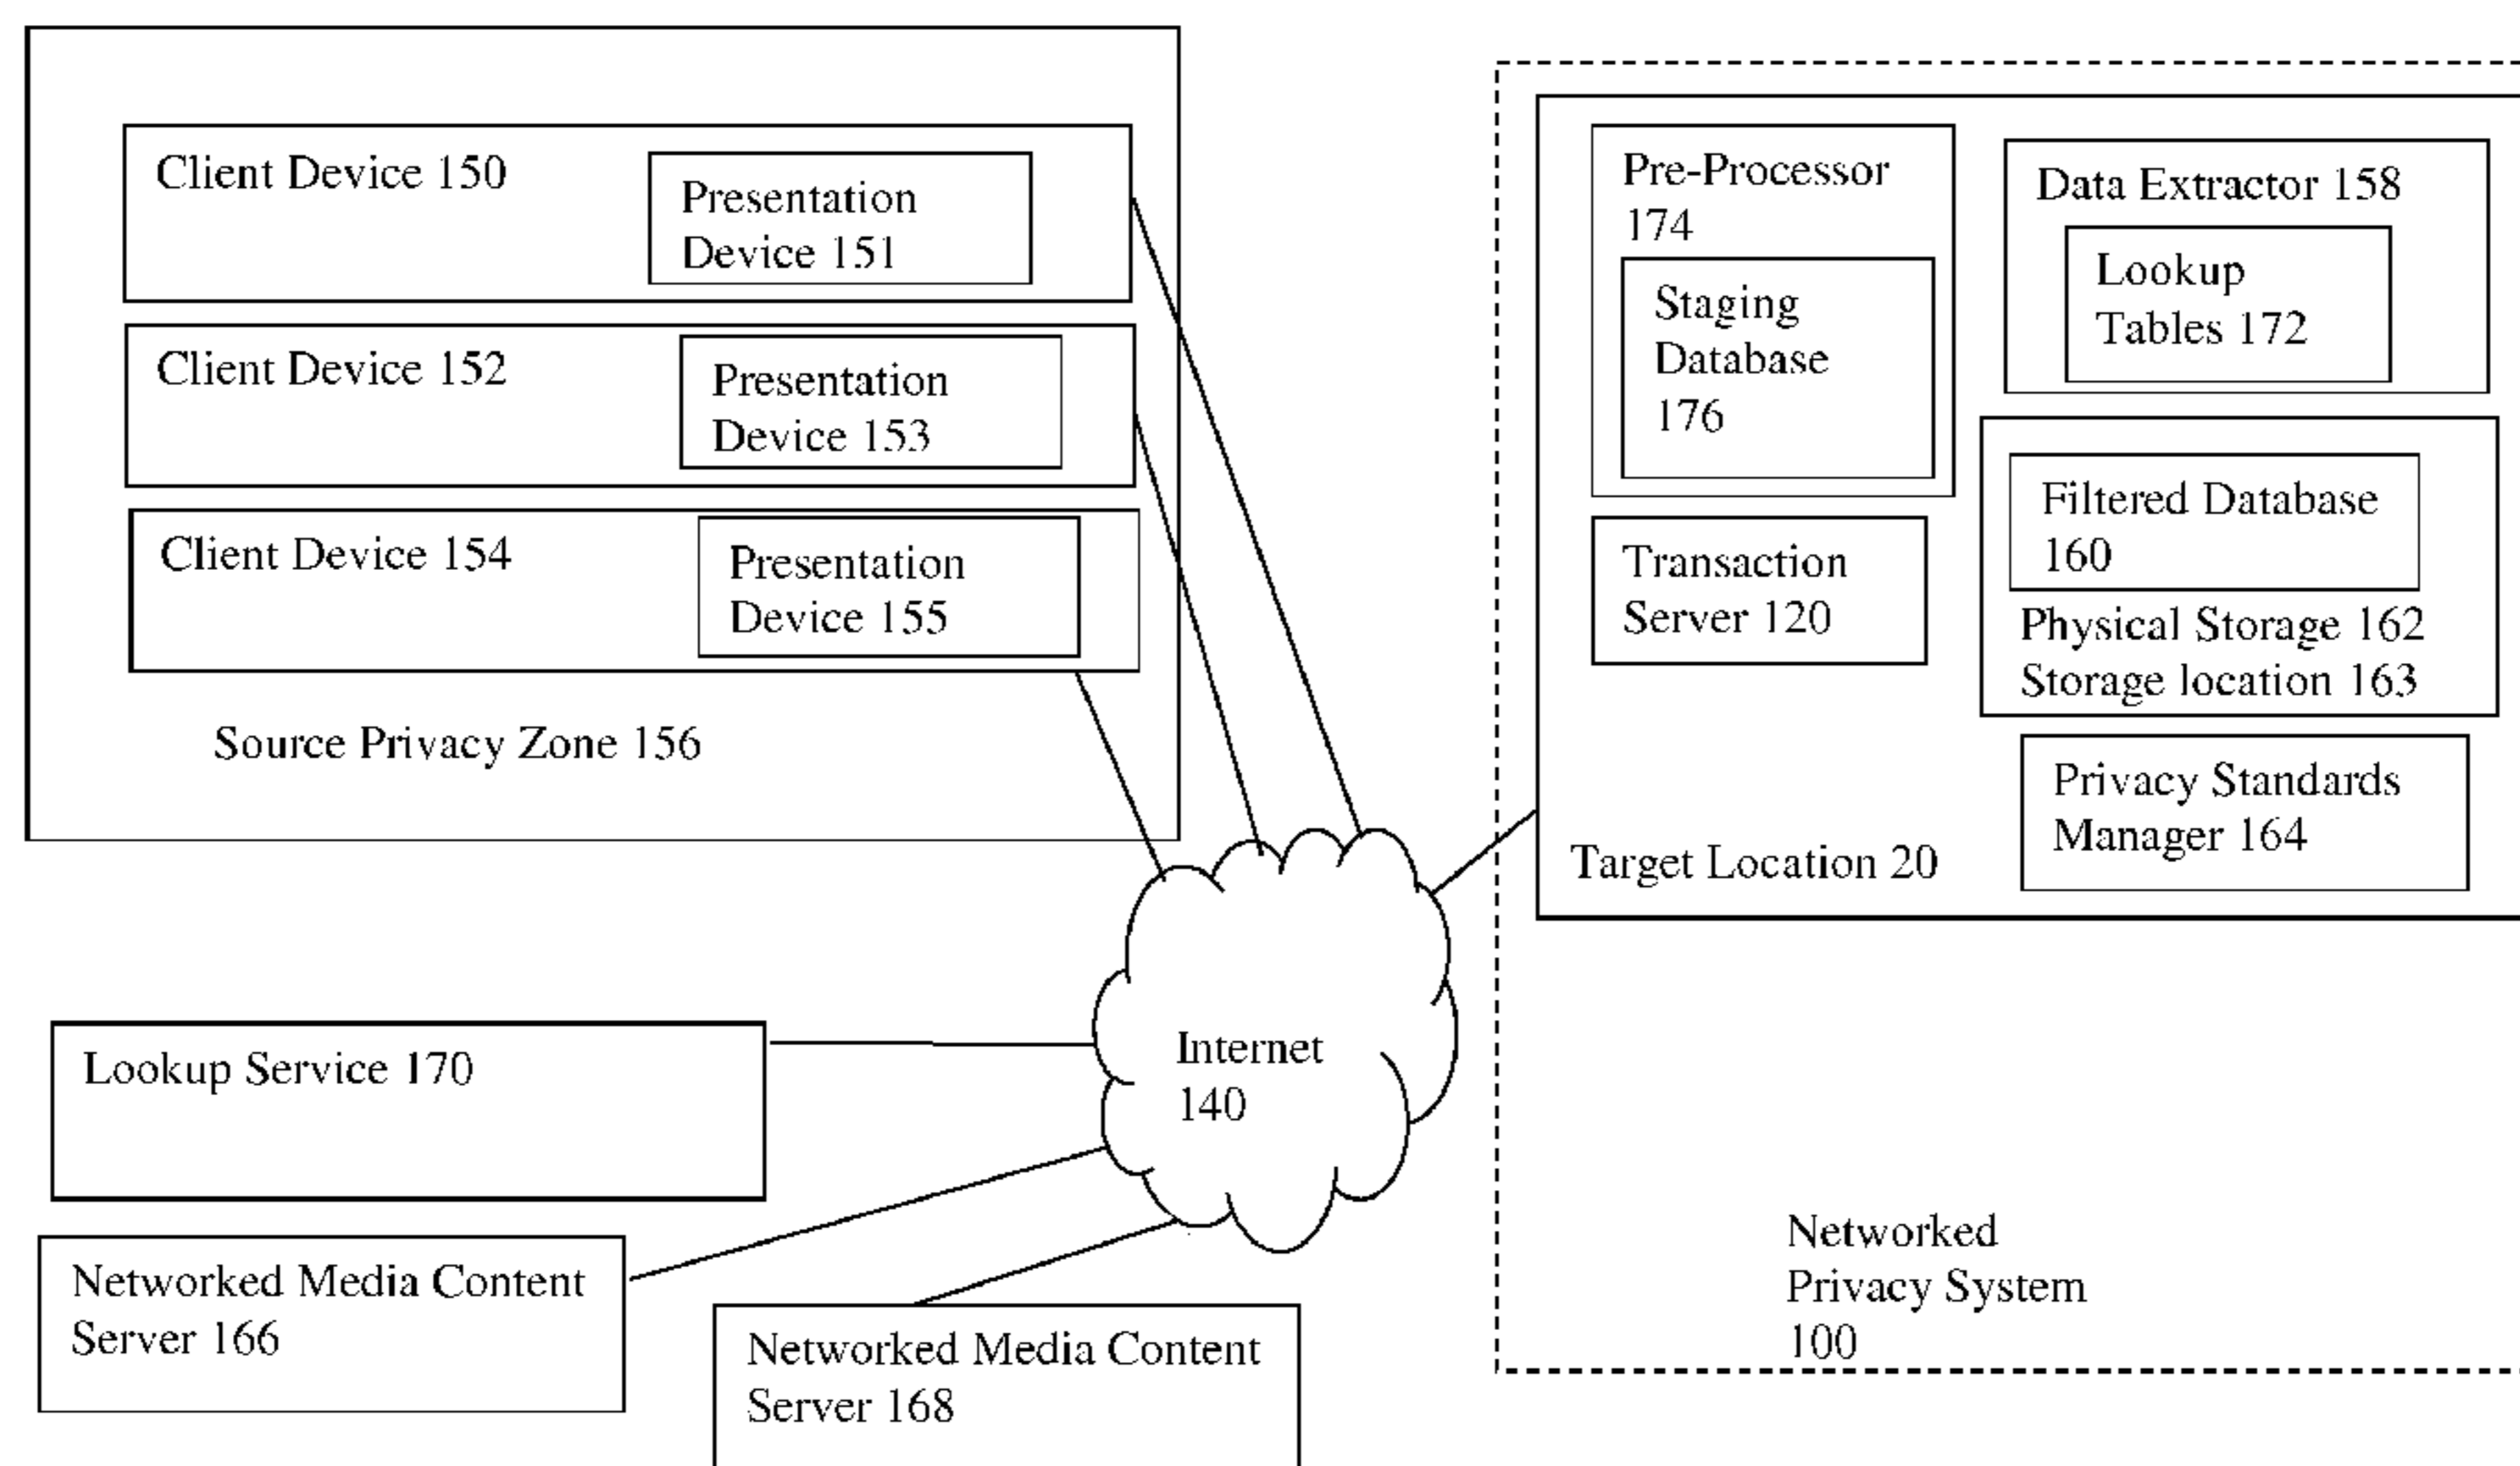 Client Device 150
Presentation
Device 151
Client Device 152
Presentation
Device 153
Client Device 154
Presentation
Device 155
Source Privacy Zone 156
Pre-Processor
174
Staging
Database
176
Data Extractor 158
Lookup
Tables 172
Filtered Database
160
Physical Storage 162
Storage location 163
Transaction
Server 120
Privacy Standards
Manager 164
Target Location 20
Internet
140
Lookup Service 170
Networked Media Content
Server 166
Networked Media Content
Server 168
Networked
Privacy System
100